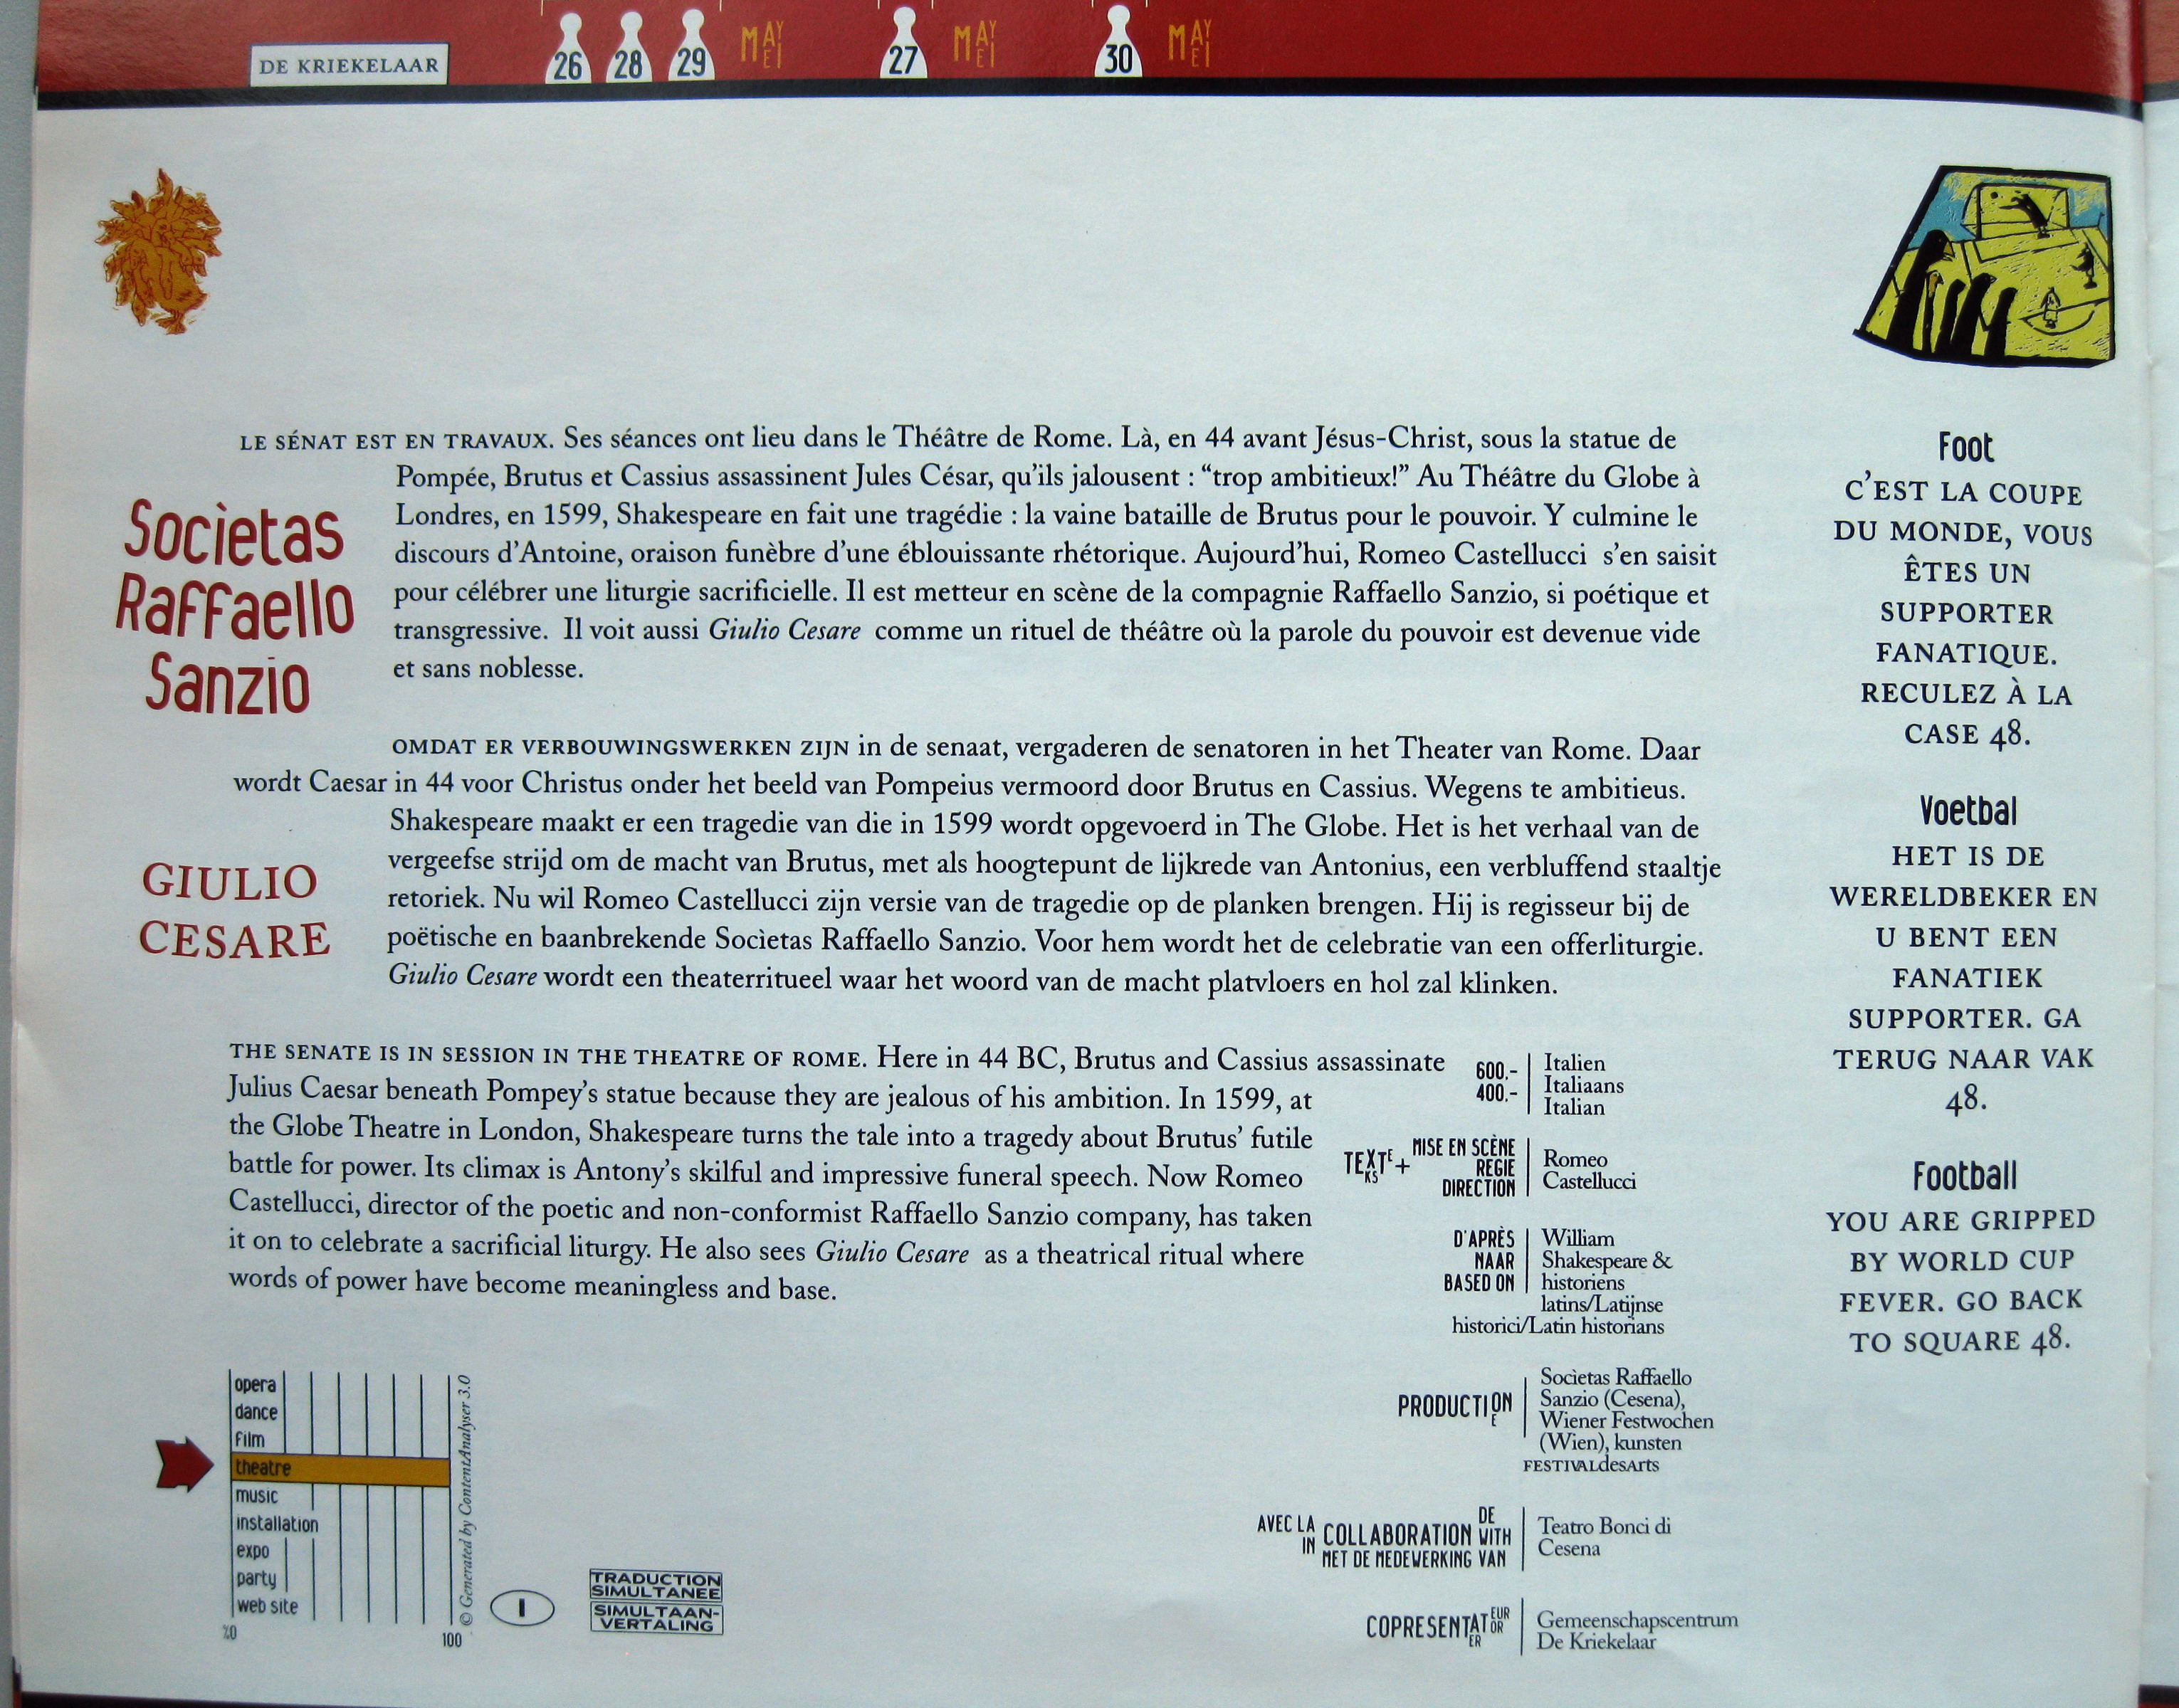 DE KRIEKELAAR
26 28 29 MAY MEI 27 MAY MEI 30 MAY MEI
Socìetas
Raffaello
Sanzio
GIULIO
CESARE
LE SÉNAT EST EN TRAVAUX. Ses séances ont lieu dans le Théâtre de Rome. Là, en 44 avant Jésus-Christ, sous la statue de
Pompée, Brutus et Cassius assassinent Jules César, qu'ils jalousent : “trop ambitieux!” Au Théâtre du Globe à
Londres, en 1599, Shakespeare en fait une tragédie : la vaine bataille de Brutus pour le pouvoir. Y culmine le
discours d'Antoine, oraison funèbre d'une éblouissante rhétorique. Aujourd'hui, Romeo Castellucci s'en saisit
pour célébrer une liturgie sacrificielle. Il est metteur en scène de la compagnie Raffaello Sanzio, si poétique et
transgressive. Il voit aussi Giulio Cesare comme un rituel de théâtre où la parole du pouvoir est devenue vide
et sans noblesse.
OMDAT ER VERBOUWINGSWERKEN ZIJN in de senaat, vergaderen de senatoren in het Theater van Rome. Daar
wordt Caesar in 44 voor Christus onder het beeld van Pompeius vermoord door Brutus en Cassius. Wegens te ambitieus.
Shakespeare maakt er een tragedie van die in 1599 wordt opgevoerd in The Globe. Het is het verhaal van de
vergeefse strijd om de macht van Brutus, met als hoogtepunt de lijkrede van Antonius, een verbluffend staaltje
retoriek. Nu wil Romeo Castellucci zijn versie van de tragedie op de planken brengen. Hij is regisseur bij de
poëtische en baanbrekende Socìetas Raffaello Sanzio. Voor hem wordt het de celebratie van een offerliturgie.
Giulio Cesare wordt een theaterritueel waar het woord van de macht platvloers en hol zal klinken.
THE SENATE IS IN SESSION IN THE THEATRE OF ROME. Here in 44 BC, Brutus and Cassius assassinate
Julius Caesar beneath Pompey's statue because they are jealous of his ambition. In 1599, at
the Globe Theatre in London, Shakespeare turns the tale into a tragedy about Brutus' futile
battle for power. Its climax is Antony's skilful and impressive funeral speech. Now Romeo
Castellucci, director of the poetic and non-conformist Raffaello Sanzio company, has taken
it on to celebrate a sacrificial liturgy. He also sees Giulio Cesare as a theatrical ritual where
words of power have become meaningless and base.
600.-
400.-
Italien
Italiaans
Italian
TEXTE KS +
MISE EN SCÈNE
REGIE
DIRECTION
Romeo
Castellucci
D'APRÈS
NAAR
BASED ON
William
Shakespeare &
historiens
latins/Latijnse
historici/Latin historians
PRODUCTION E
Socìetas Raffaello
Sanzio (Cesena),
Wiener Festwochen
(Wien), kunsten
FESTIVALdesArts
AVEC LA COLLABORATION DE
IN COLLABORATION WITH
MET DE MEDEWERKING VAN
Teatro Bonci di
Cesena
COPRESENTATEUR OR ER
Gemeenschapscentrum
De Kriekelaar
opera
dance
film
theatre
music
installation
expo
party
web site
%0
100
© Generated by ContentAnalyser 3.0
I
TRADUCTION
SIMULTANEE
SIMULTAAN-
VERTALING
Foot
C'EST LA COUPE
DU MONDE, VOUS
ÊTES UN
SUPPORTER
FANATIQUE.
RECULEZ À LA
CASE 48.
Voetbal
HET IS DE
WERELDBEKER EN
U BENT EEN
FANATIEK
SUPPORTER. GA
TERUG NAAR VAK
48.
Football
YOU ARE GRIPPED
BY WORLD CUP
FEVER. GO BACK
TO SQUARE 48.